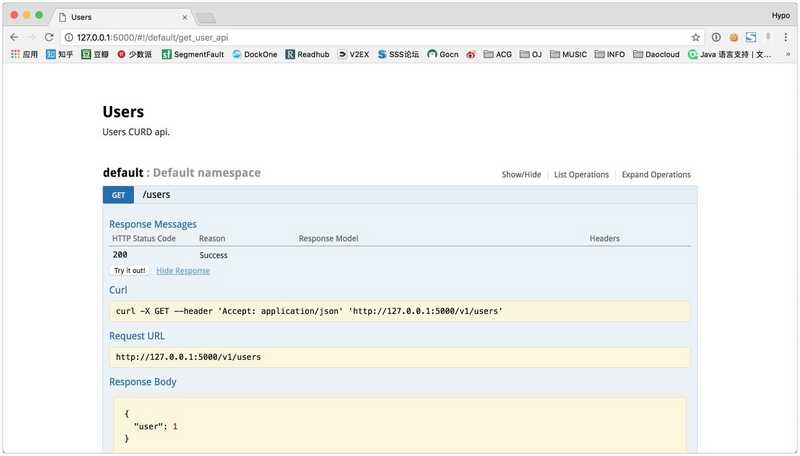 Users
Hypo
127.0.0.1:5000/#!/default/get_user_api
应用 知乎 豆瓣 少数派 SegmentFault DockOne Readhub V2EX SSS论坛 Gocn ACG OJ MUSIC INFO Daocloud Java 语言支持 | 文... »
Users
Users CURD api.
default : Default namespace
Show/Hide List Operations Expand Operations
GET /users
Response Messages
HTTP Status Code Reason Response Model Headers
200 Success
Try it out! Hide Response
Curl
curl -X GET --header 'Accept: application/json' 'http://127.0.0.1:5000/v1/users'
Request URL
http://127.0.0.1:5000/v1/users
Response Body
{
"user": 1
}